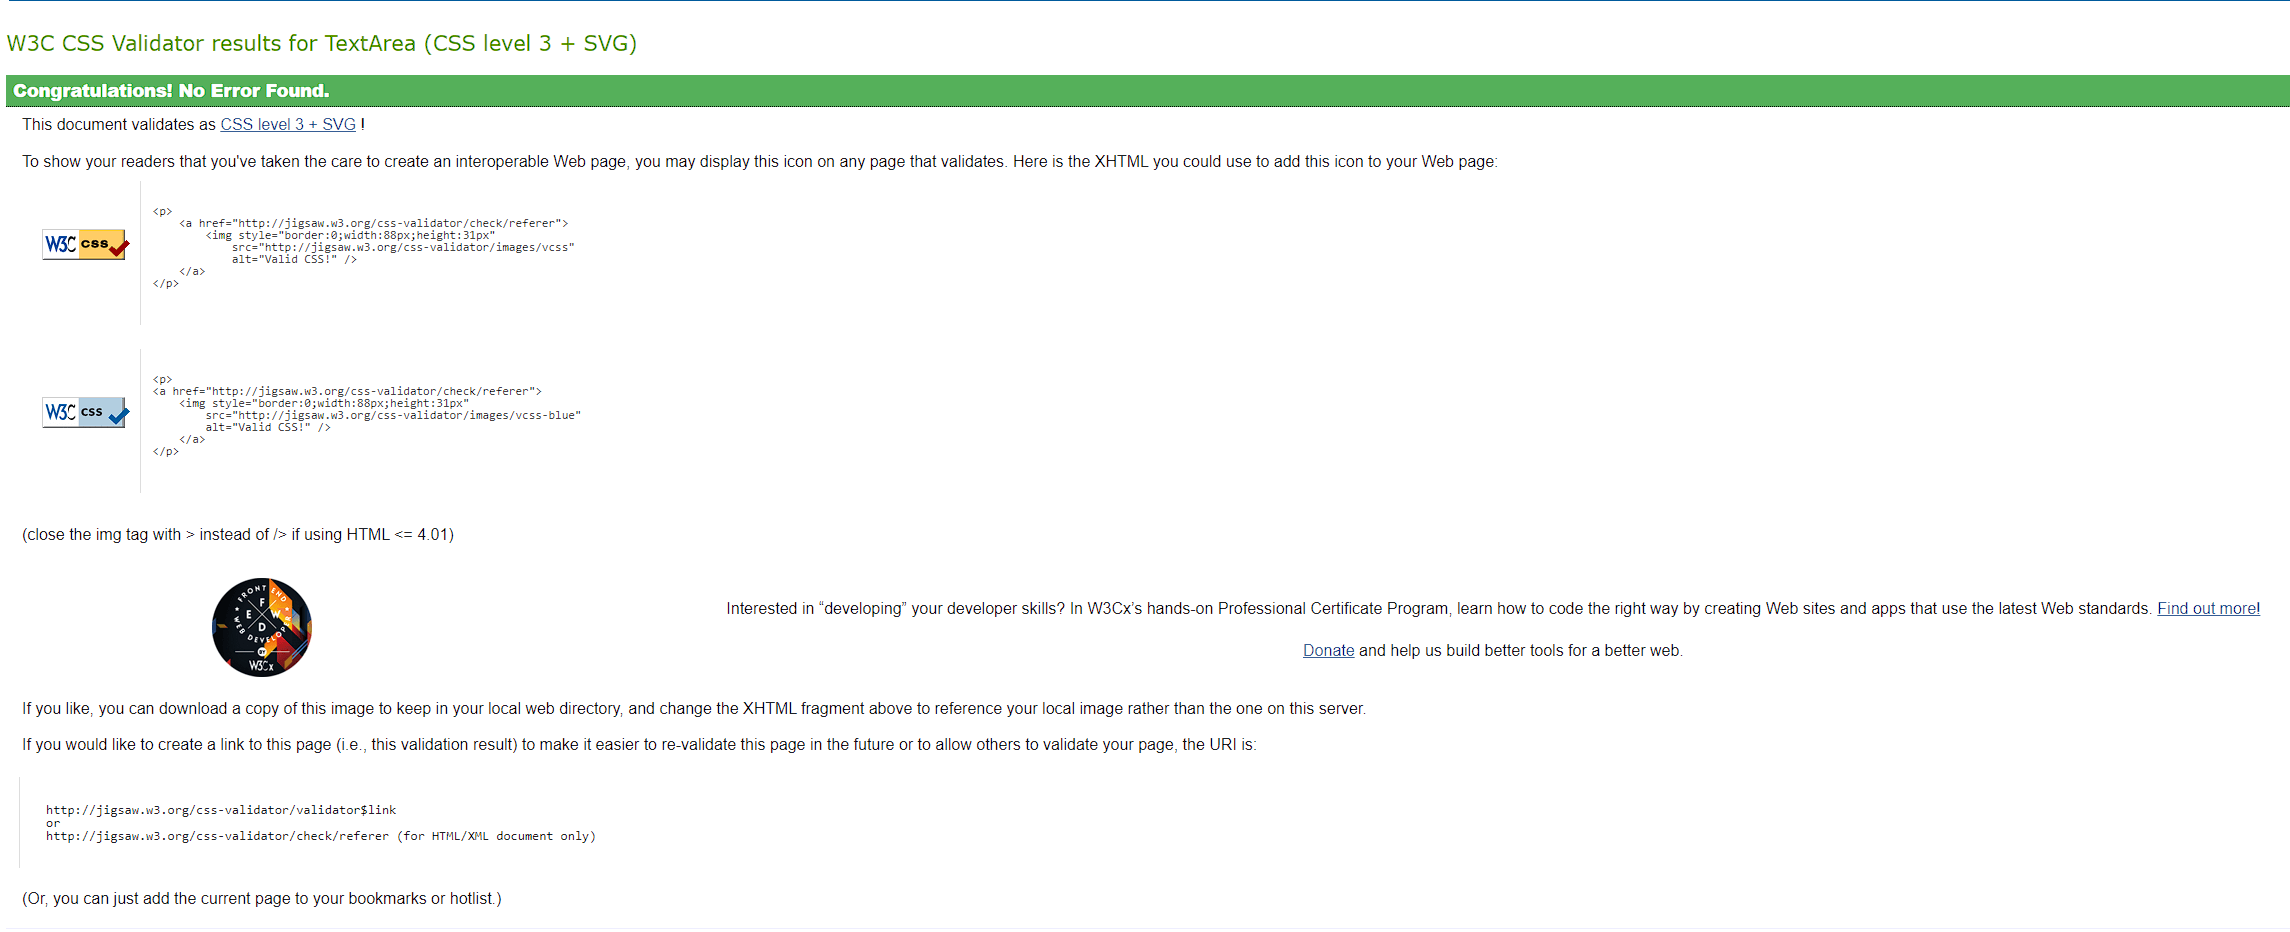 W3C CSS Validator results for TextArea (CSS level 3 + SVG)
Congratulations! No Error Found.
This document validates as CSS level 3 + SVG !
To show your readers that you've taken the care to create an interoperable Web page, you may display this icon on any page that validates. Here is the XHTML you could use to add this icon to your Web page:
W3C css
<p>
    <a href="http://jigsaw.w3.org/css-validator/check/referer">
        <img style="border:0;width:88px;height:31px"
            src="http://jigsaw.w3.org/css-validator/images/vcss"
            alt="Valid CSS!" />
    </a>
</p>
W3C css
<p>
<a href="http://jigsaw.w3.org/css-validator/check/referer">
    <img style="border:0;width:88px;height:31px"
        src="http://jigsaw.w3.org/css-validator/images/vcss-blue"
        alt="Valid CSS!" />
    </a>
</p>
(close the img tag with > instead of /> if using HTML <= 4.01)
FRONT END
F
E W
D
WEB DEVELOPER
BY
W3Cx
Interested in “developing” your developer skills? In W3Cx’s hands-on Professional Certificate Program, learn how to code the right way by creating Web sites and apps that use the latest Web standards. Find out more!
Donate and help us build better tools for a better web.
If you like, you can download a copy of this image to keep in your local web directory, and change the XHTML fragment above to reference your local image rather than the one on this server.
If you would like to create a link to this page (i.e., this validation result) to make it easier to re-validate this page in the future or to allow others to validate your page, the URI is:
http://jigsaw.w3.org/css-validator/validator$link
or
http://jigsaw.w3.org/css-validator/check/referer (for HTML/XML document only)
(Or, you can just add the current page to your bookmarks or hotlist.)